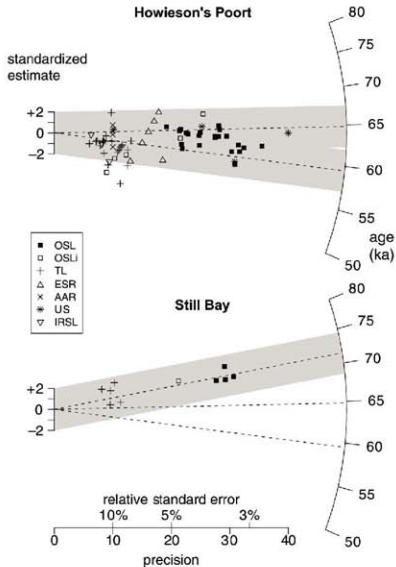 Howieson's Poort
80
75
70
65
60
55
50
age
(ka)
standardized
estimate
+2
0
−2
OSL
OSLi
TL
ESR
AAR
US
IRSL
Still Bay
80
75
70
65
60
55
50
+2
0
−2
relative standard error
10% 5% 3%
0 10 20 30 40
precision